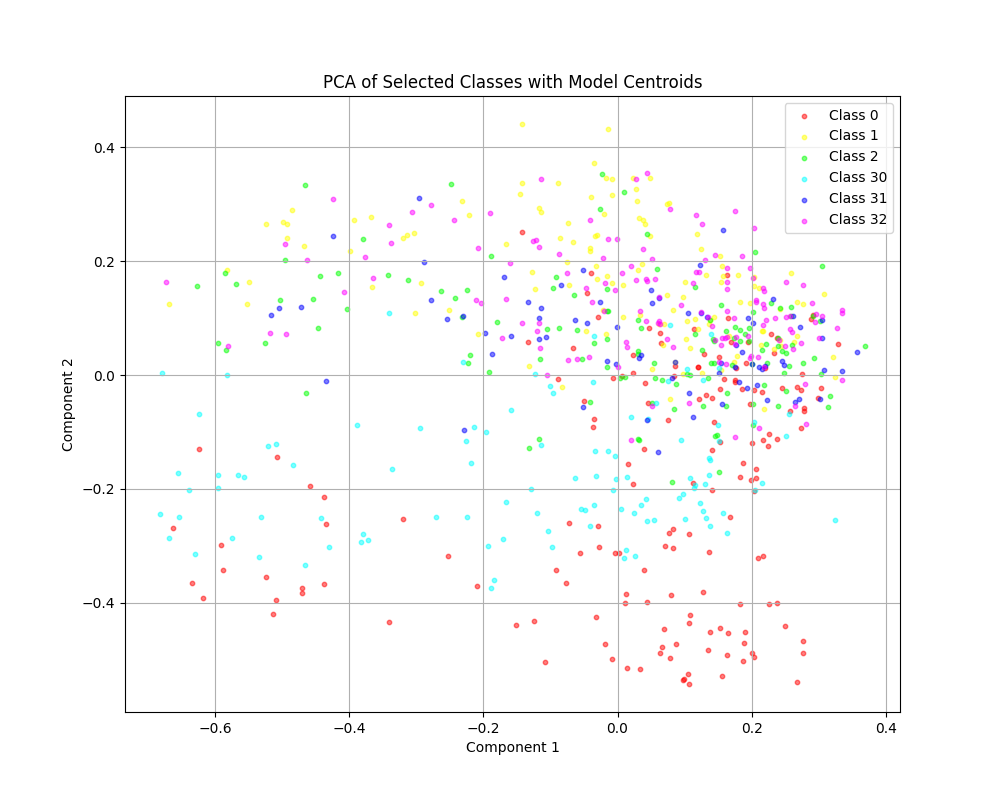 PCA of Selected Classes with Model Centroids
Class 0
Class 1
Class 2
Class 30
Class 31
Class 32
0.4
0.2
0.0
−0.2
−0.4
Component 2
−0.6
−0.4
−0.2
0.0
0.2
0.4
Component 1